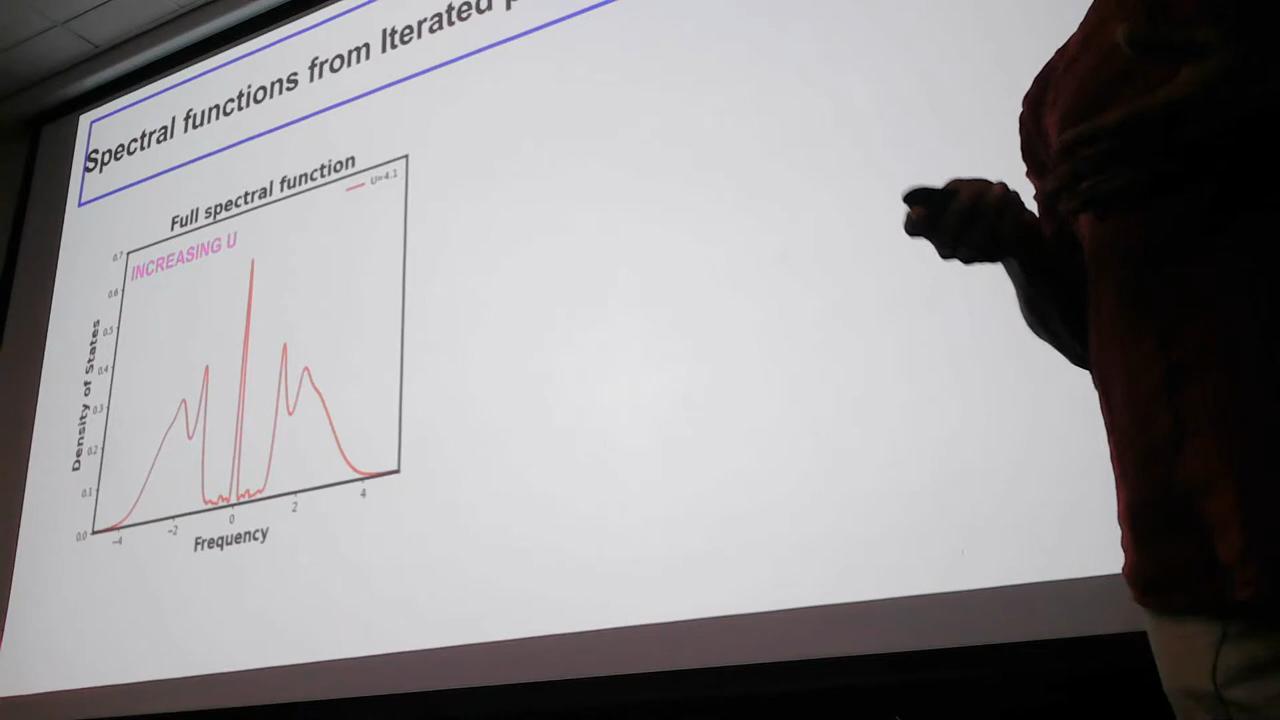 Spectral functions from Iterated
Full spectral function
U=4.1
INCREASING U
0.7
0.6
0.5
0.4
0.3
0.2
0.1
0.0
Density of States
−4
−2
0
2
4
Frequency